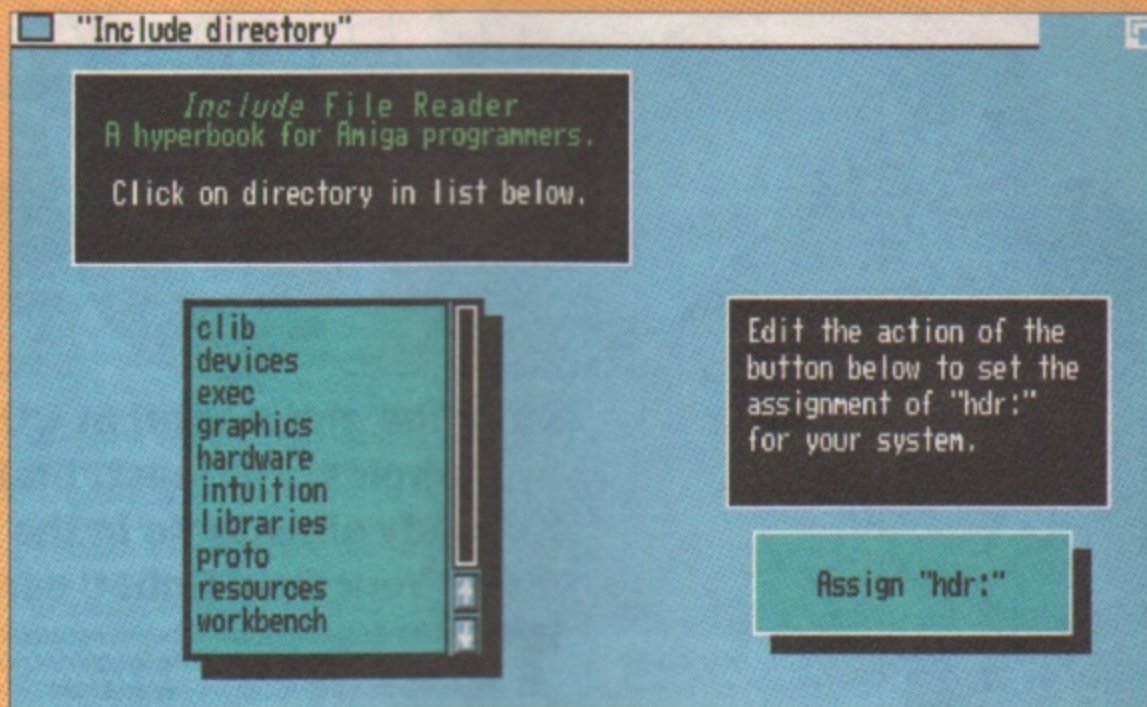 "Include directory"
Include File Reader
A hyperbook for Amiga programmers.
Click on directory in list below.
clib
devices
exec
graphics
hardware
intuition
libraries
proto
resources
workbench
Edit the action of the
button below to set the
assignment of "hdr:"
for your system.
Assign "hdr:"